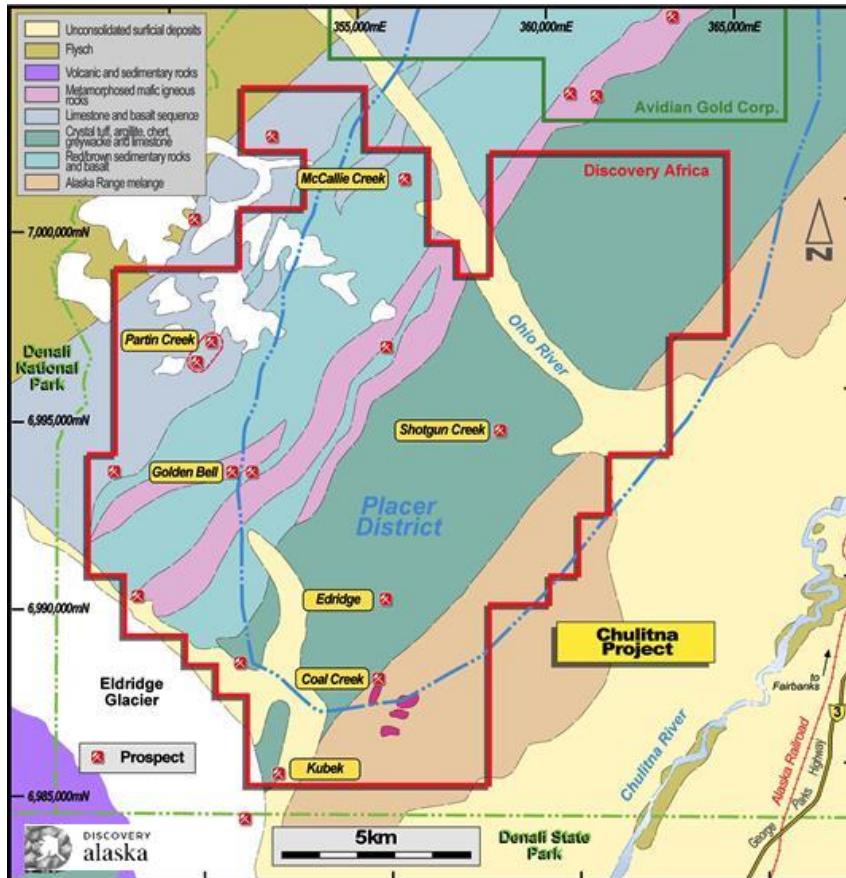 355,000mE
360,000mE
365,000mE
Unconsolidated surficial deposits
Flysch
Volcanic and sedimentary rocks
Metamorphosed mafic igneous
rocks
Limestone and basalt sequence
Crystal tuff, argillite, chert,
greywacke and limestone
Red/brown sedimentary rocks
and basalt
Alaska Range melange
Avidian Gold Corp.
Discovery Africa
McCallie Creek
7,000,000mN
N
Ohio River
Partin Creek
Denali
National
Park
6,995,000mN
Shotgun Creek
Golden Bell
Placer
District
6,990,000mN
Edridge
Chulitna
Project
Eldridge
Glacier
Coal Creek
to
Fairbanks
3
Prospect
Kubek
Chulitna River
Alaska Railroad
George Parks Highway
6,985,000mN
DISCOVERY
alaska
5km
Denali State
Park